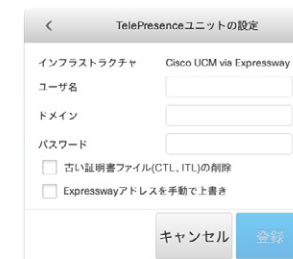 TelePresenceユニットの設定
インフラストラクチャ Cisco UCM via Expressway
ユーザ名
ドメイン
パスワード
古い証明書ファイル(CTL、ITL)の削除
Expresswayアドレスを手動で上書き
キャンセル 登録